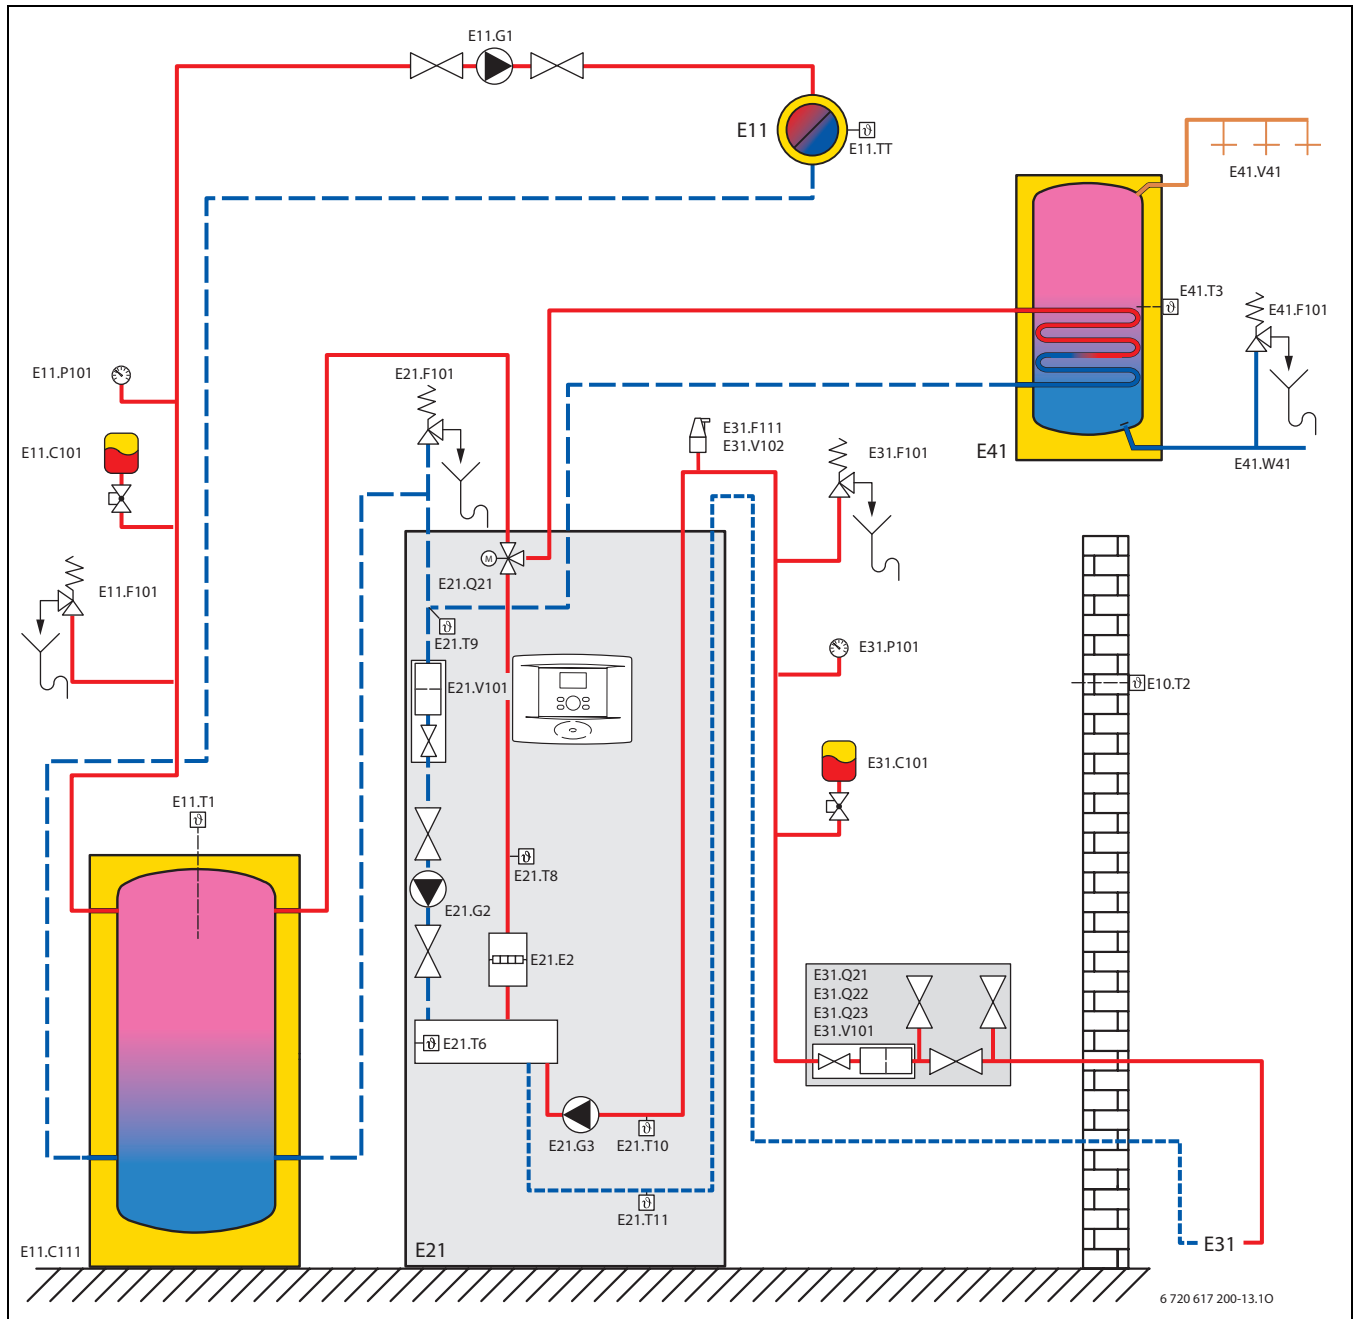 E11.G1
E11
ϑ
E11.TT
E41.V41
E41.T3
ϑ
E41.F101
E11.P101
E21.F101
E31.F111
E31.V102
E31.F101
E11.C101
E41
E41.W41
M
E21.Q21
E11.F101
ϑ
E21.T9
E31.P101
E21.V101
ϑ
E10.T2
E31.C101
E11.T1
ϑ
ϑ
E21.T8
E21.G2
E21.E2
E31.Q21
E31.Q22
E31.Q23
E31.V101
ϑ
E21.T6
E21.G3
ϑ
E21.T10
ϑ
E21.T11
E11.C111
E21
E31
6 720 617 200-13.1O